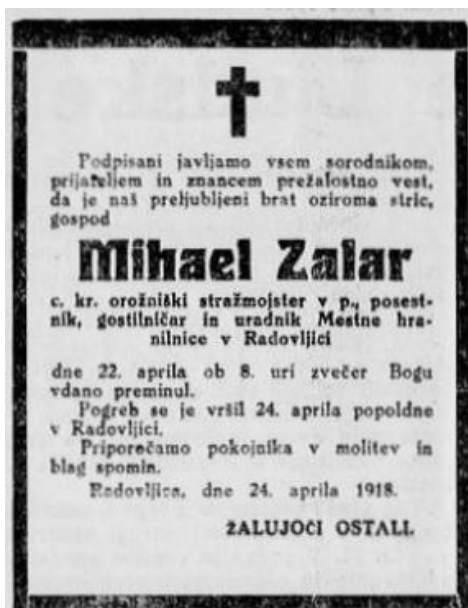 Podpisani javljamo vsem sorodnikom,
prijateljem in znancem prežalostno vest,
da je naš preljubljeni brat oziroma stric,
gospod
Mihael Zalar
c. kr. orožniški stražmojster v p., posest-
nik, gostilničar in uradnik Mestne hra-
nilnice v Radovljici
dne 22. aprila ob 8. uri zvečer Bogu
vdano preminul.
Pogreb se je vršil 24. aprila popoldne
v Radovljici.
Priporočamo pokojnika v molitev in
blag spomin.
Radovljica, dne 24. aprila 1918.
ŽALUJOČI OSTALI.